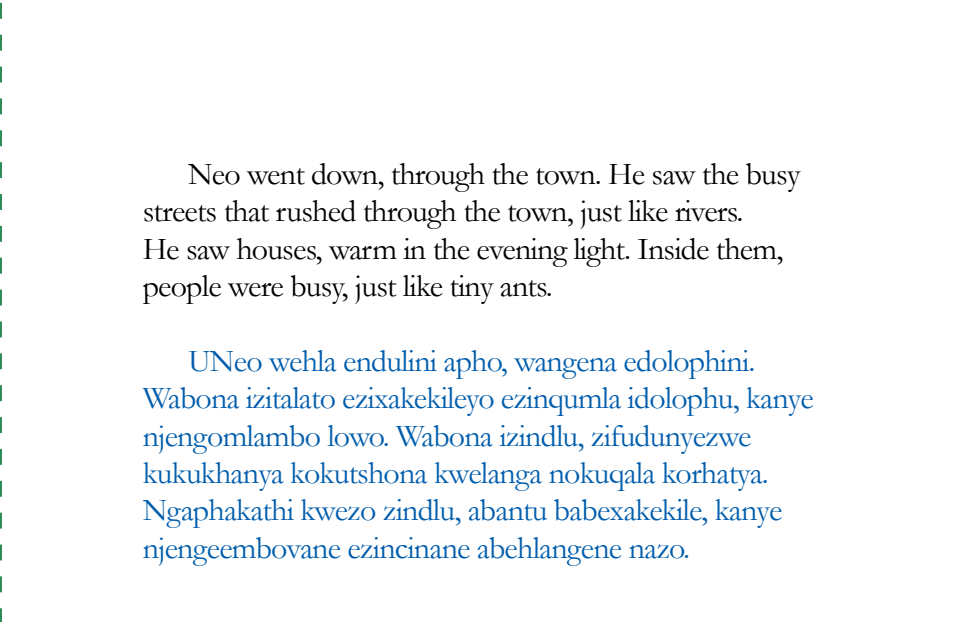 Neo went down, through the town. He saw the busy
streets that rushed through the town, just like rivers.
He saw houses, warm in the evening light. Inside them,
people were busy, just like tiny ants.
UNeo wehla endulini apho, wangena edolophini.
Wabona izitalato ezixakekileyo ezinqumla idolophu, kanye
njengomlambo lowo. Wabona izindlu, zifudunyezwe
kukukhanya kokutshona kwelanga nokuqala korhatya.
Ngaphakathi kwezo zindlu, abantu babexakekile, kanye
njengeembovane ezincinane abehlangene nazo.